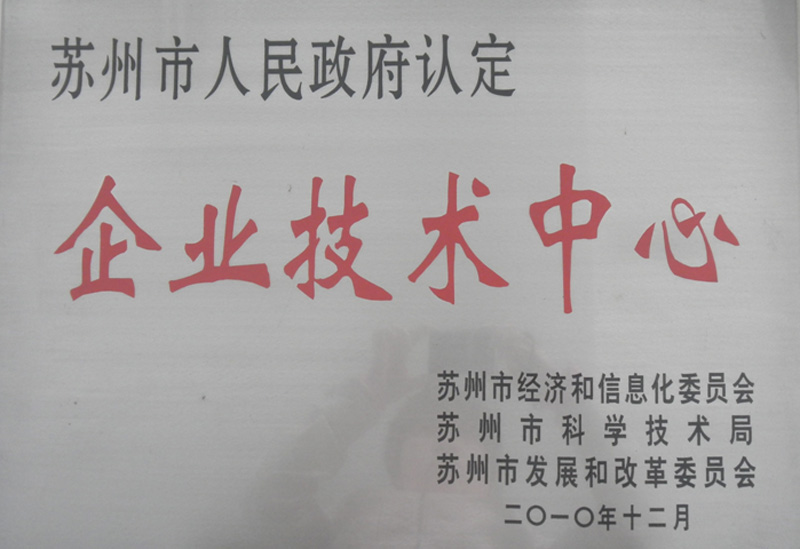 苏州市人民政府认定
企业技术中心
苏州市经济和信息化委员会
苏州市科学技术局
苏州市发展和改革委员会
二〇一〇年十二月